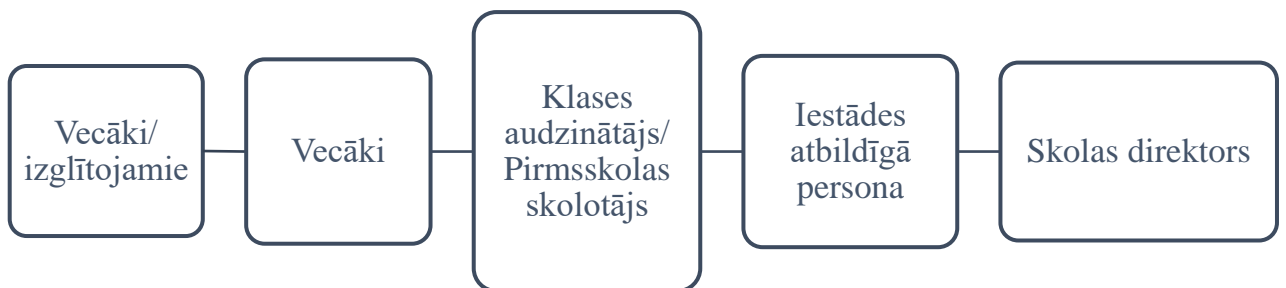 Vecāki/
izglītojamie
Vecāki
Klases
audzinātājs/
Pirmsskolas
skolotājs
Iestādes
atbildīgā
persona
Skolas direktors